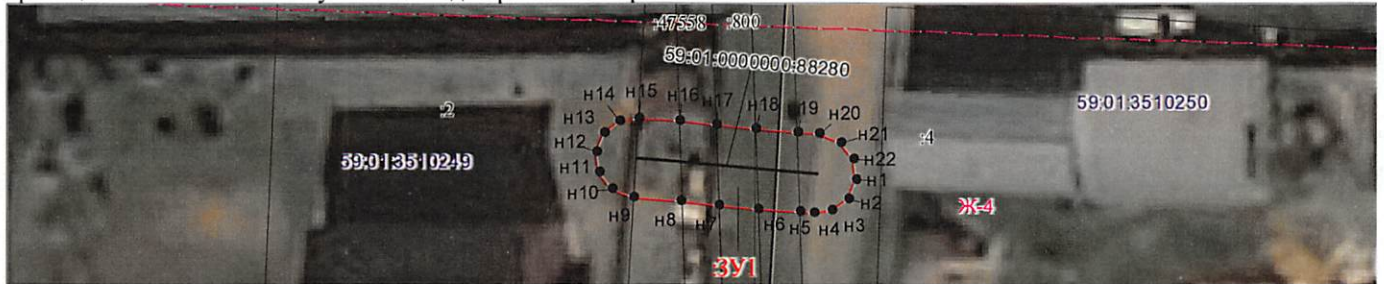 :47558 :800
59:01:0000000:88280
59:01:3510250
:2
н14 н15 н16 н17 н18 н19 н20
н13 н21
н12 н22
:4
59:01:3510249
н11 н1
н10 н2
н9 н8 н7 н6 н5 н4 н3
Ж-4
:ЗУ1